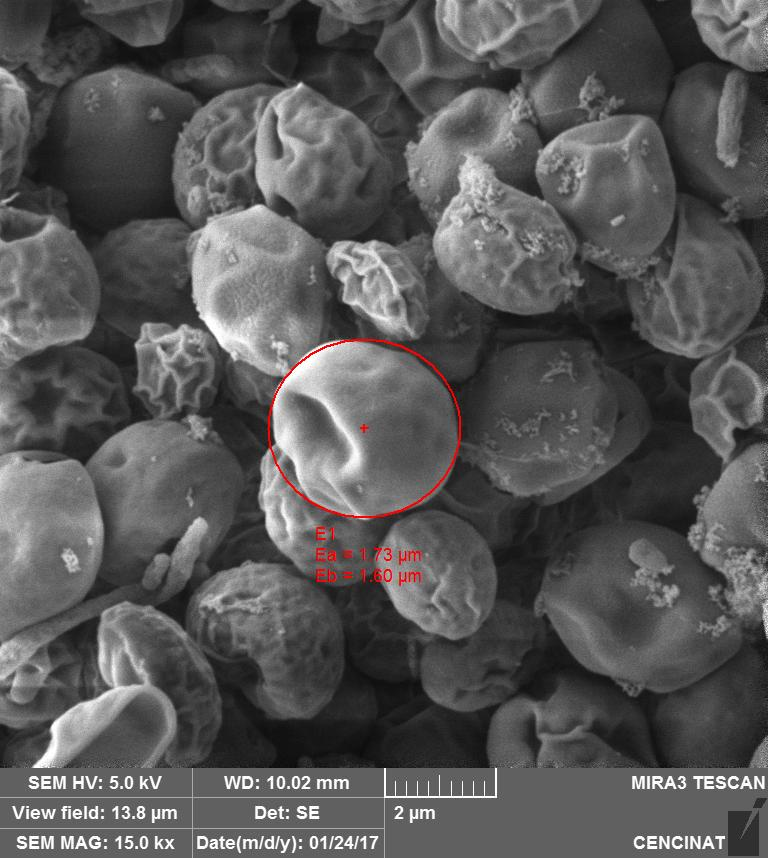 E1
Ea = 1.73 µm
Eb = 1.60 µm
SEM HV: 5.0 kV
WD: 10.02 mm
MIRA3 TESCAN
View field: 13.8 µm
Det: SE
2 µm
SEM MAG: 15.0 kx
Date(m/d/y): 01/24/17
CENCINAT